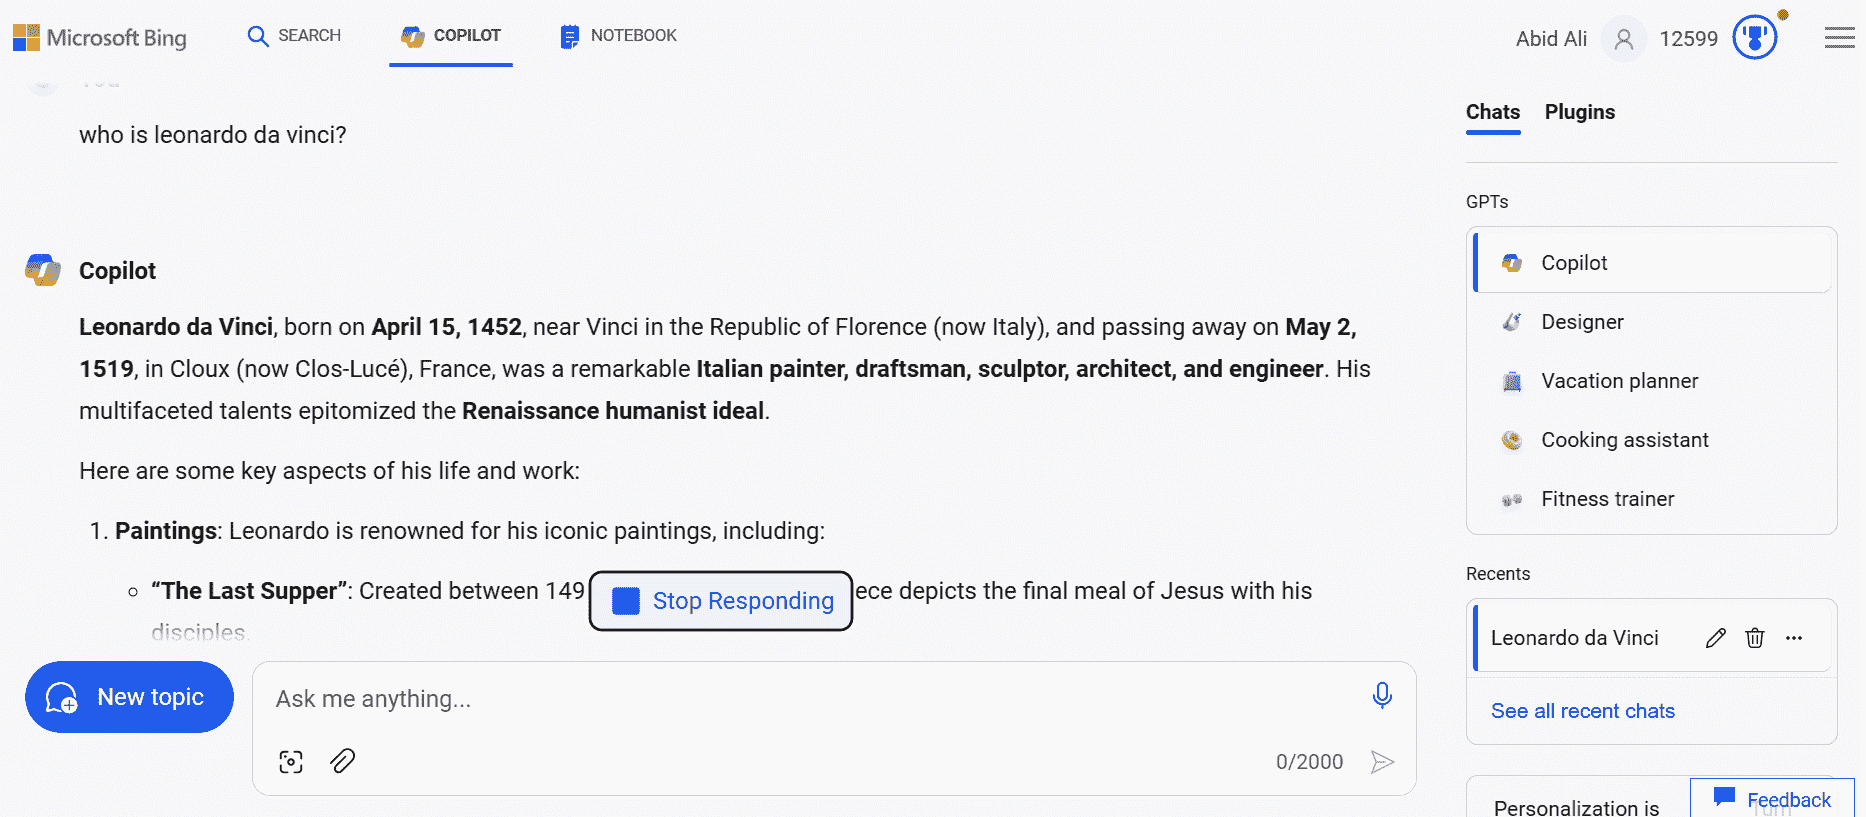 Microsoft Bing
SEARCH
COPILOT
NOTEBOOK
Abid Ali
12599
You
who is leonardo da vinci?
Copilot
Leonardo da Vinci, born on April 15, 1452, near Vinci in the Republic of Florence (now Italy), and passing away on May 2,
1519, in Cloux (now Clos-Lucé), France, was a remarkable Italian painter, draftsman, sculptor, architect, and engineer. His
multifaceted talents epitomized the Renaissance humanist ideal.
Here are some key aspects of his life and work:
1. Paintings: Leonardo is renowned for his iconic paintings, including:
“The Last Supper”: Created between 149
Stop Responding
ece depicts the final meal of Jesus with his
disciples.
New topic
Ask me anything...
0/2000
Chats
Plugins
GPTs
Copilot
Designer
Vacation planner
Cooking assistant
Fitness trainer
Recents
Leonardo da Vinci
See all recent chats
Personalization is
Turn
Feedback